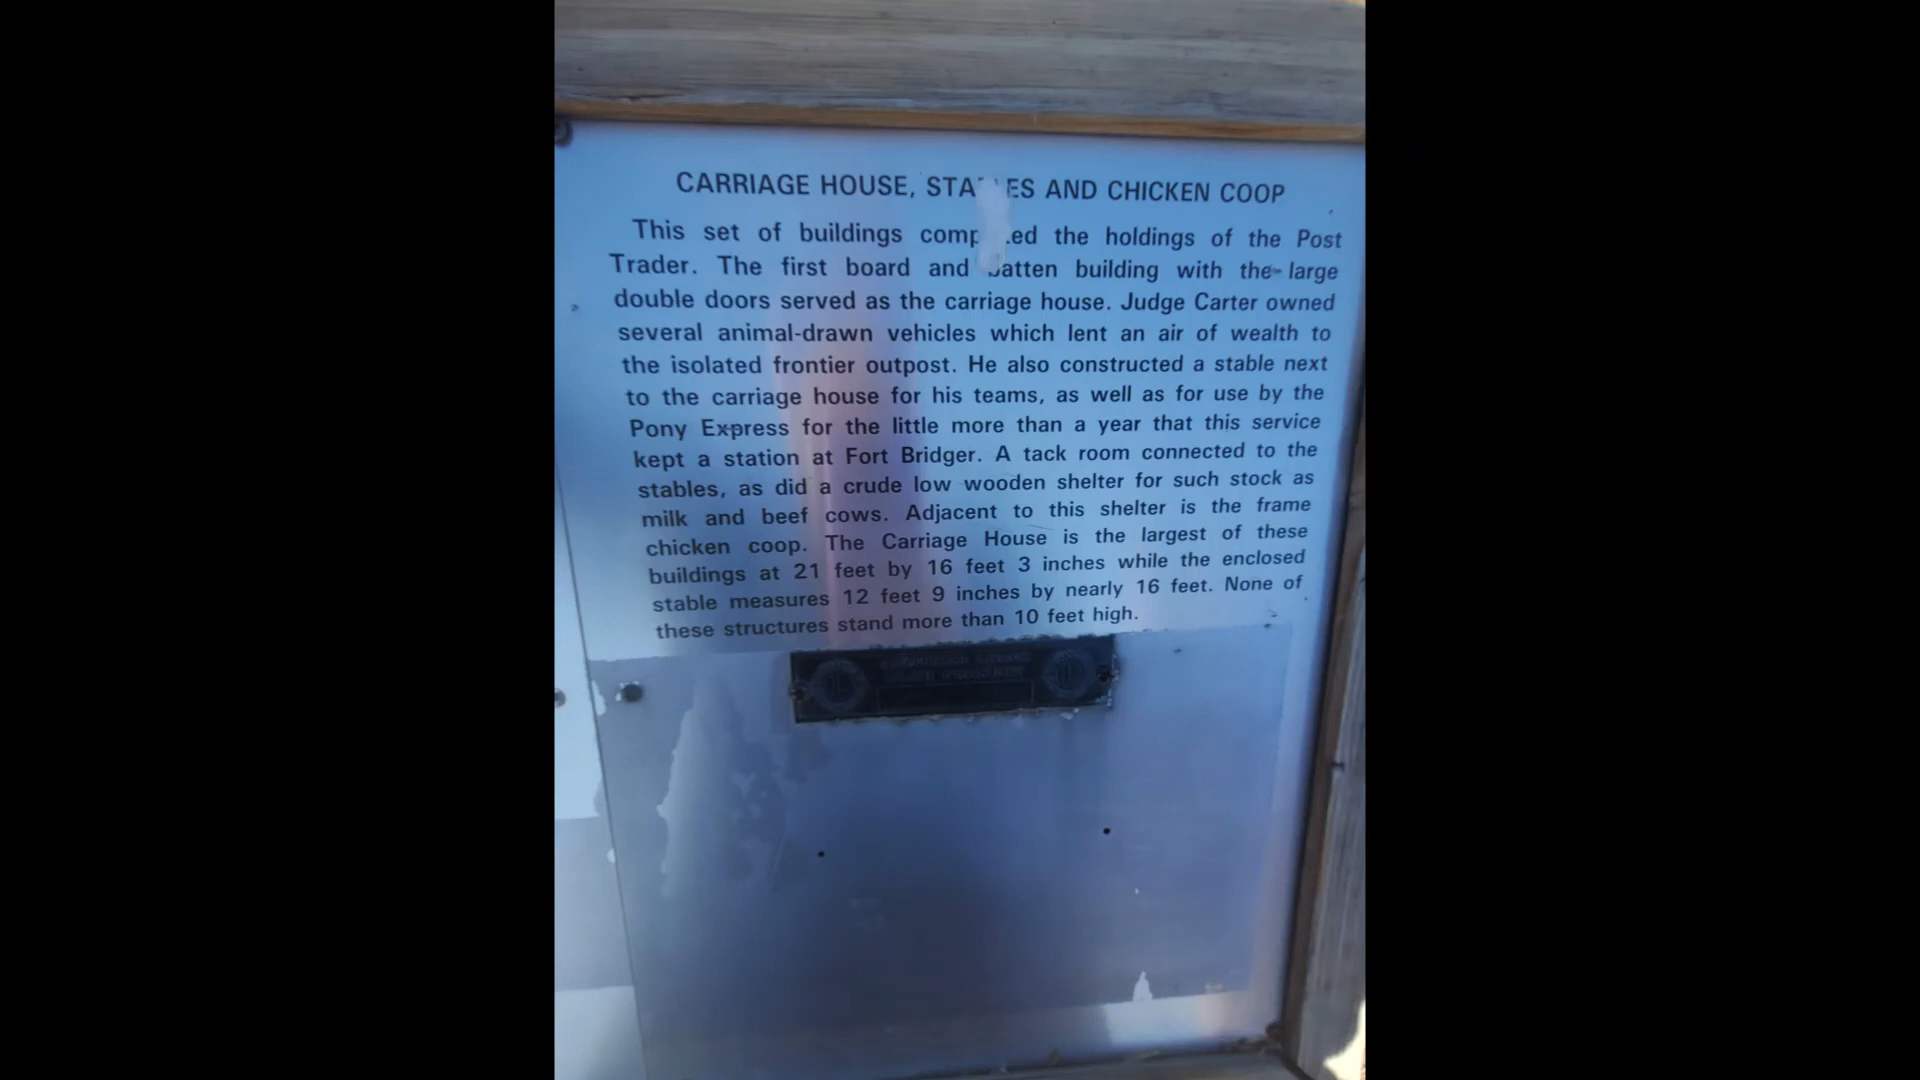 CARRIAGE HOUSE, STA ES AND CHICKEN COOP
This set of buildings comp ed the holdings of the Post
Trader. The first board and batten building with the large
double doors served as the carriage house. Judge Carter owned
several animal-drawn vehicles which lent an air of wealth to
the isolated frontier outpost. He also constructed a stable next
to the carriage house for his teams, as well as for use by the
Pony Express for the little more than a year that this service
kept a station at Fort Bridger. A tack room connected to the
stables, as did a crude low wooden shelter for such stock as
milk and beef cows. Adjacent to this shelter is the frame
chicken coop. The Carriage House is the largest of these
buildings at 21 feet by 16 feet 3 inches while the enclosed
stable measures 12 feet 9 inches by nearly 16 feet. None of
these structures stand more than 10 feet high.